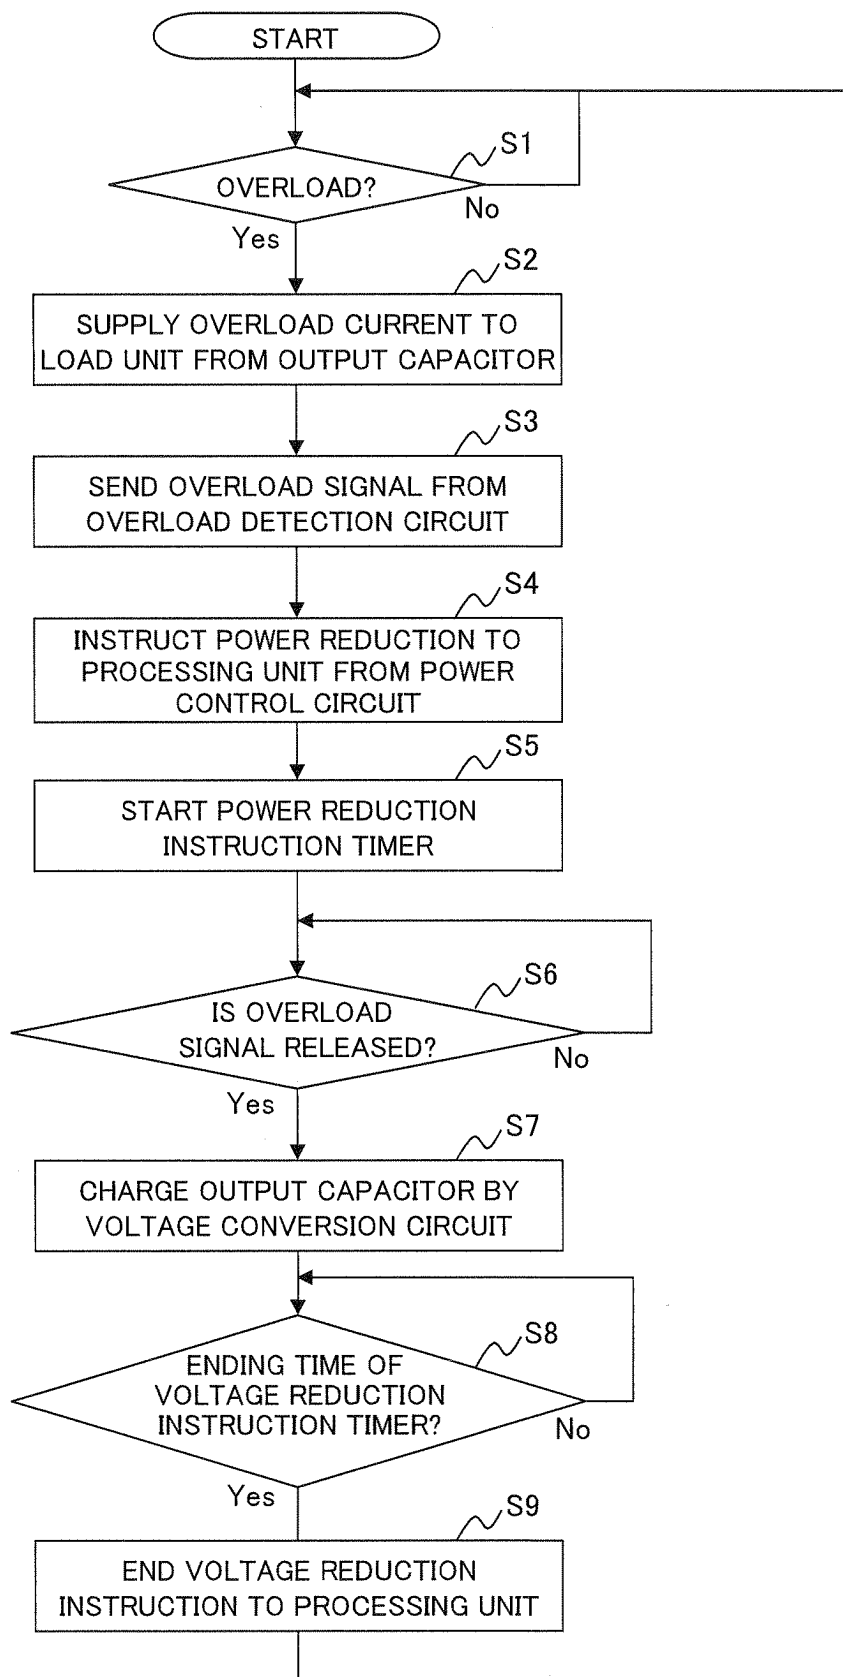 START
S1
OVERLOAD?
No
Yes
S2
SUPPLY OVERLOAD CURRENT TO
LOAD UNIT FROM OUTPUT CAPACITOR
S3
SEND OVERLOAD SIGNAL FROM
OVERLOAD DETECTION CIRCUIT
S4
INSTRUCT POWER REDUCTION TO
PROCESSING UNIT FROM POWER
CONTROL CIRCUIT
S5
START POWER REDUCTION
INSTRUCTION TIMER
S6
IS OVERLOAD
SIGNAL RELEASED?
No
Yes
S7
CHARGE OUTPUT CAPACITOR BY
VOLTAGE CONVERSION CIRCUIT
S8
ENDING TIME OF
VOLTAGE REDUCTION
INSTRUCTION TIMER?
No
Yes
S9
END VOLTAGE REDUCTION
INSTRUCTION TO PROCESSING UNIT